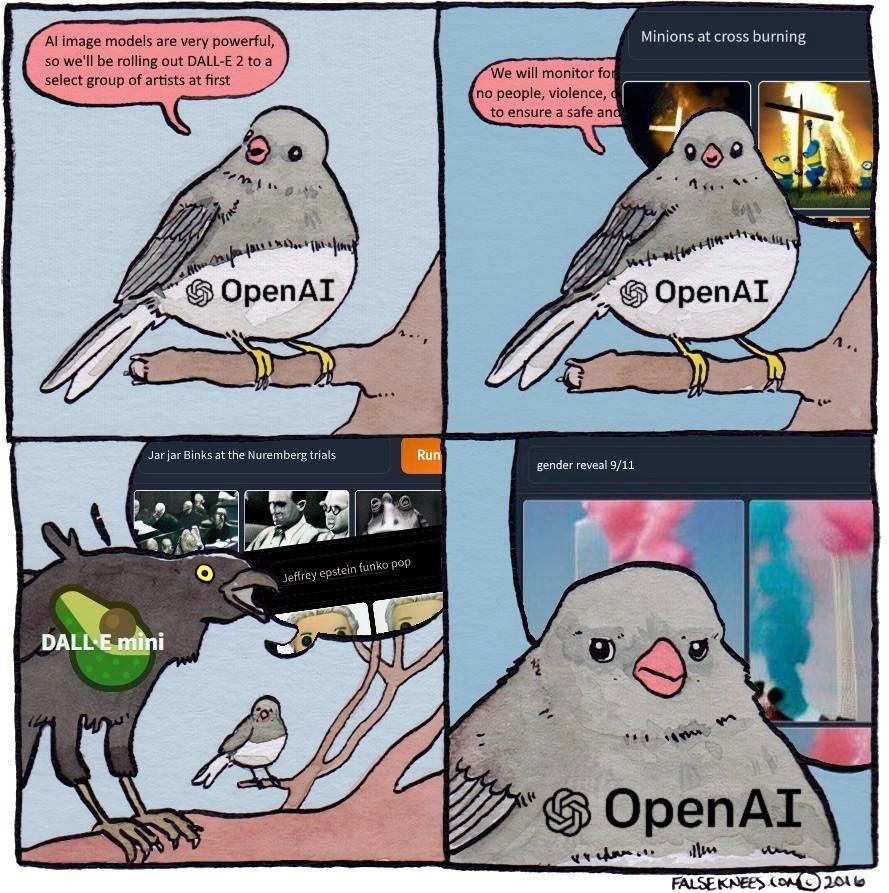 AI image models are very powerful,
so we'll be rolling out DALL-E 2 to a
select group of artists at first
OpenAI
We will monitor for
no people, violence,
to ensure a safe and
Minions at cross burning
OpenAI
Jar jar Binks at the Nuremberg trials
Run
Jeffrey epstein funko pop
DALL·E mini
gender reveal 9/11
OpenAI
FALSEKNEES.COM © 2016